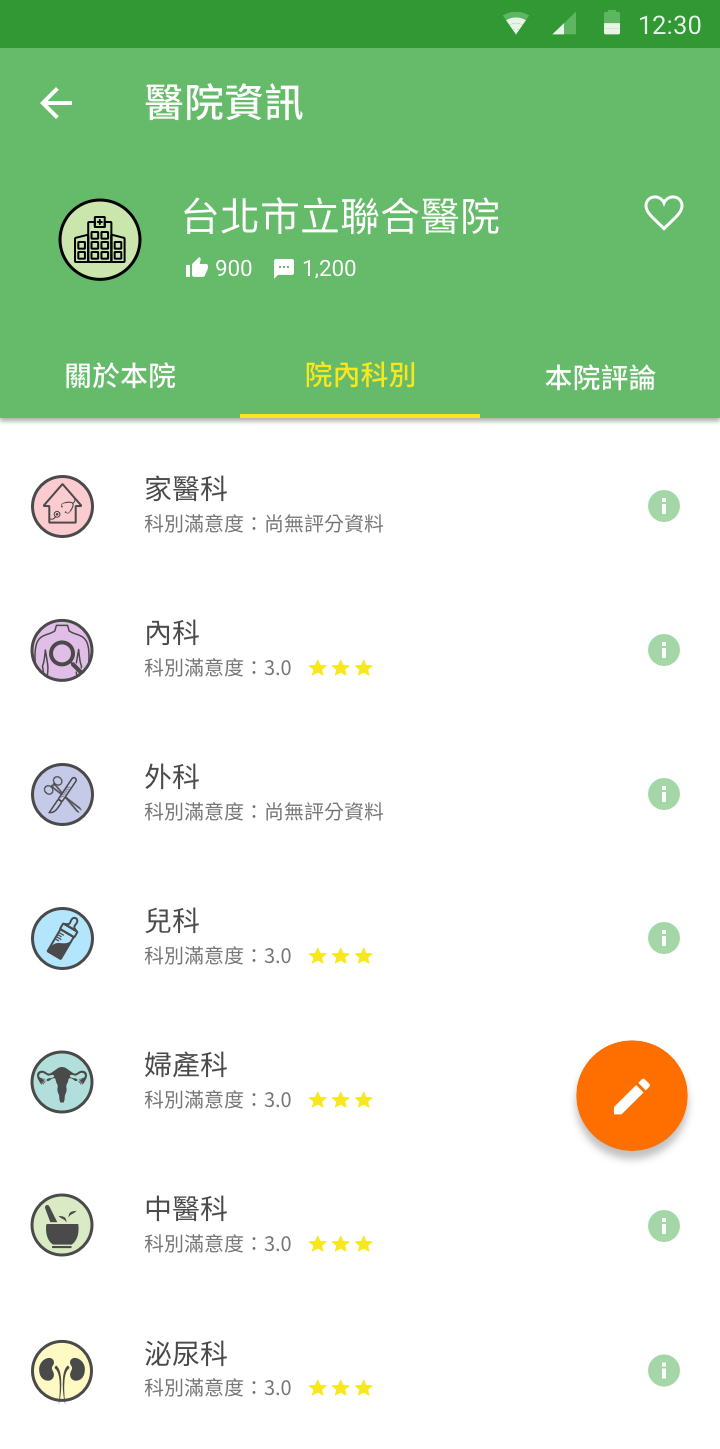 12:30
醫院資訊
台北市立聯合醫院
900 1,200
關於本院 院內科別 本院評論
家醫科
科別滿意度：尚無評分資料
內科
科別滿意度：3.0
外科
科別滿意度：尚無評分資料
兒科
科別滿意度：3.0
婦產科
科別滿意度：3.0
中醫科
科別滿意度：3.0
泌尿科
科別滿意度：3.0